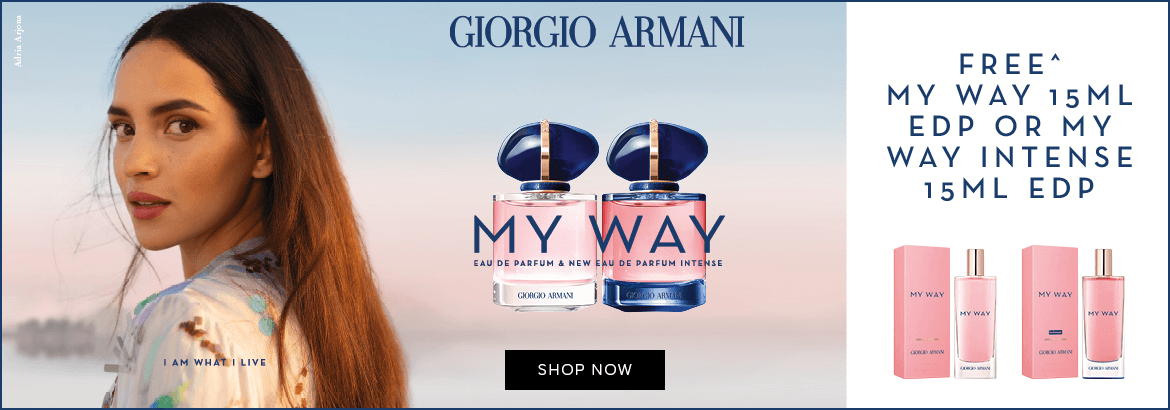 Adria Arjona
GIORGIO ARMANI
MY WAY
EAU DE PARFUM & NEW EAU DE PARFUM INTENSE
GIORGIO ARMANI
GIORGIO ARMANI
I AM WHAT I LIVE
SHOP NOW
FREE^
MY WAY 15ML
EDP OR MY
WAY INTENSE
15ML EDP
MY WAY
GIORGIO ARMANI
MY WAY
GIORGIO ARMANI
MY WAY
GIORGIO ARMANI
MY WAY
GIORGIO ARMANI